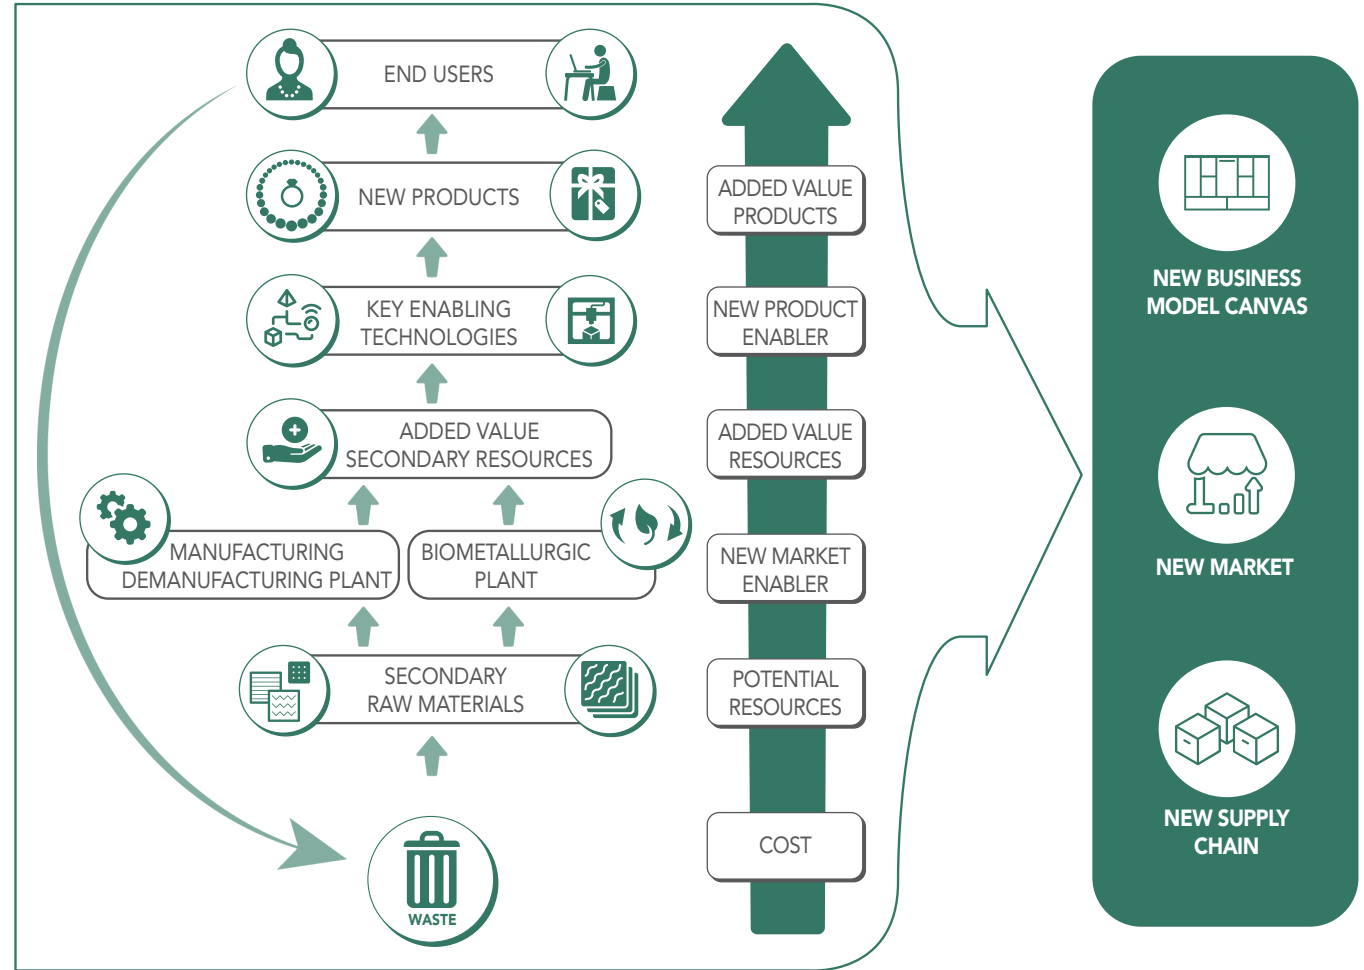 END USERS
NEW PRODUCTS
KEY ENABLING
TECHNOLOGIES
ADDED VALUE
SECONDARY RESOURCES
MANUFACTURING
DEMANUFACTURING PLANT
BIOMETALLURGIC
PLANT
SECONDARY
RAW MATERIALS
WASTE
ADDED VALUE
PRODUCTS
NEW PRODUCT
ENABLER
ADDED VALUE
RESOURCES
NEW MARKET
ENABLER
POTENTIAL
RESOURCES
COST
NEW BUSINESS
MODEL CANVAS
NEW MARKET
NEW SUPPLY
CHAIN